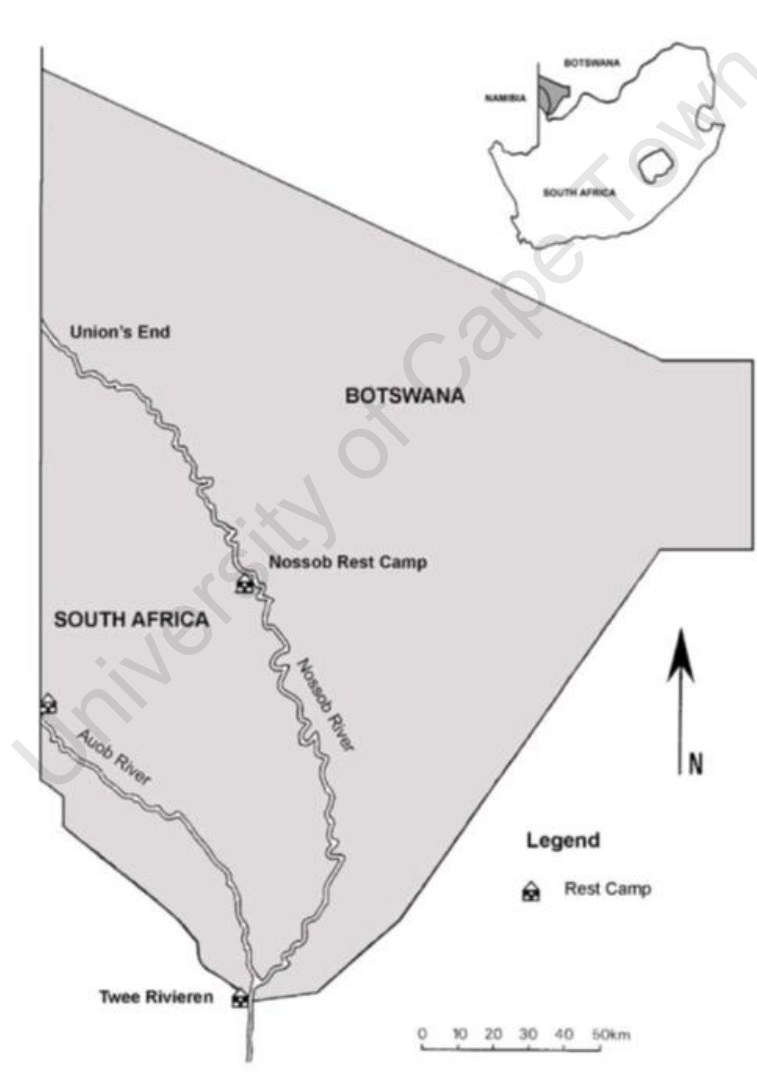 BOTSWANA
NAMIBIA
SOUTH AFRICA
Union's End
BOTSWANA
Nossob Rest Camp
SOUTH AFRICA
Nossob River
Auob River
N
Legend
Rest Camp
Twee Rivieren
0 10 20 30 40 50km
University of Cape Town